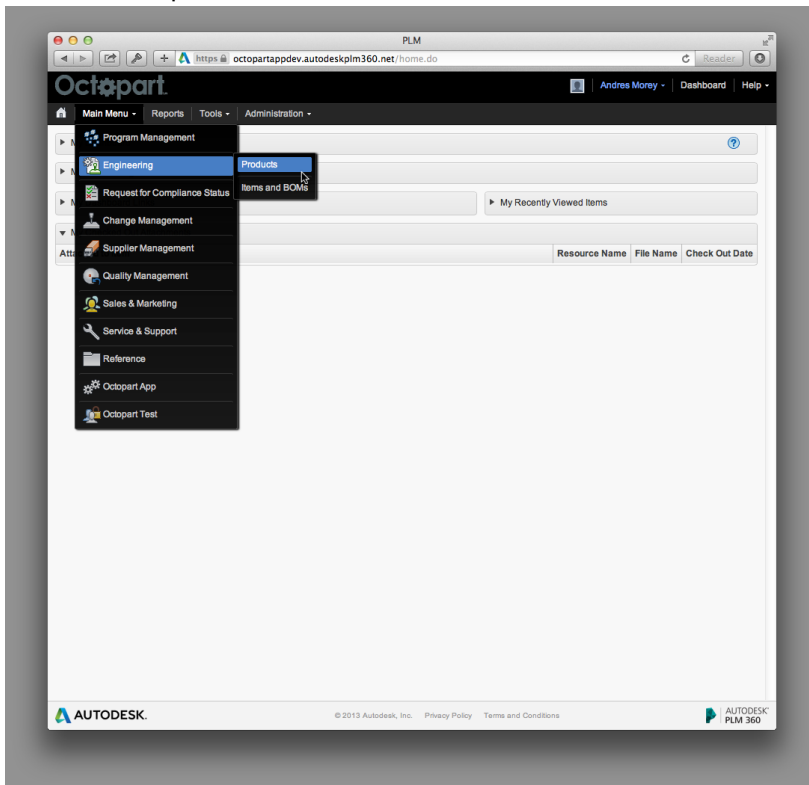 PLM
https octopartappdev.autodeskplm360.net/home.do
Reader
Octopart.
Andres Morey
Dashboard
Help
Main Menu
Reports
Tools
Administration
Program Management
Engineering
Products
Request for Compliance Status
Items and BOMs
My Recently Viewed Items
Change Management
Supplier Management
Resource Name
File Name
Check Out Date
Quality Management
Sales & Marketing
Service & Support
Reference
Octopart App
Octopart Test
AUTODESK.
© 2013 Autodesk, Inc. Privacy Policy Terms and Conditions
AUTODESK®
PLM 360